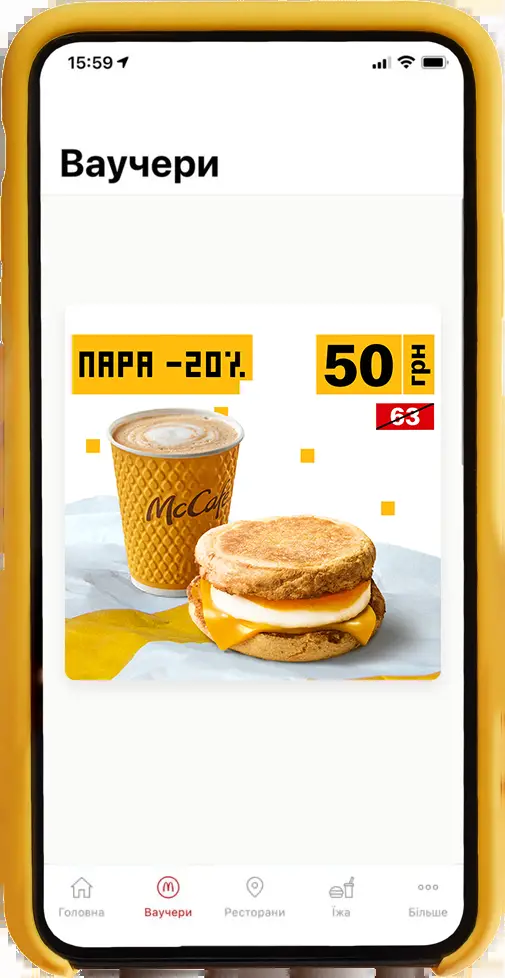 15:59
Ваучери
ПАРА -20%
50 грн
63
McCafé
Головна
Ваучери
Ресторани
Їжа
Більше